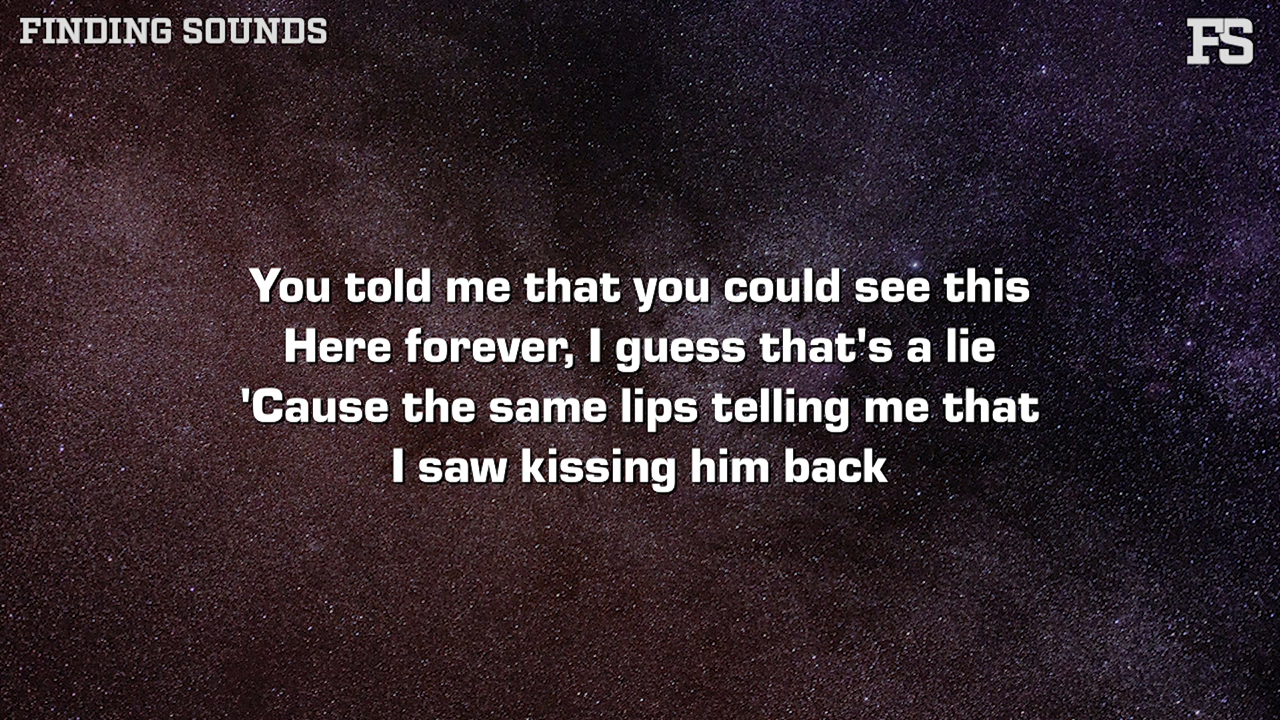 FINDING SOUNDS
FS
You told me that you could see this
Here forever, I guess that's a lie
'Cause the same lips telling me that
I saw kissing him back